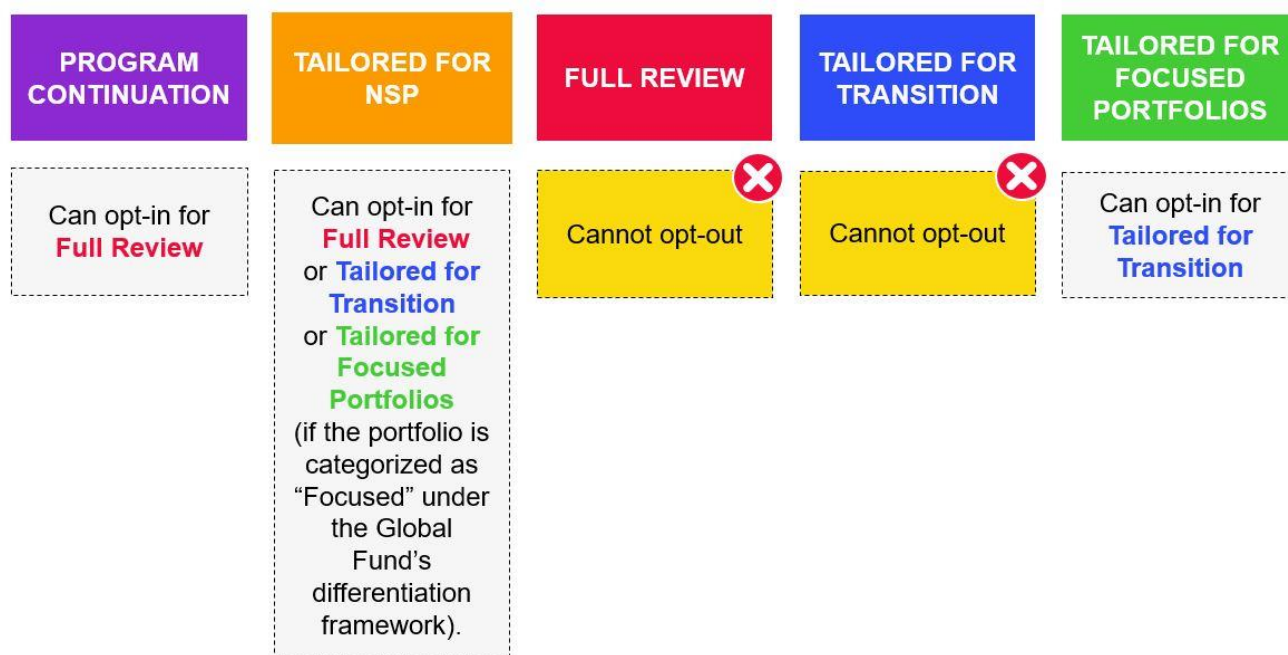 PROGRAM
CONTINUATION
TAILORED FOR
NSP
FULL REVIEW
TAILORED FOR
TRANSITION
TAILORED FOR
FOCUSED
PORTFOLIOS
Can opt-in for
Full Review
Can opt-in for
Full Review
or Tailored for
Transition
or Tailored for
Focused
Portfolios
(if the portfolio is
categorized as
“Focused” under
the Global
Fund’s
differentiation
framework).
Cannot opt-out
Cannot opt-out
Can opt-in for
Tailored for
Transition